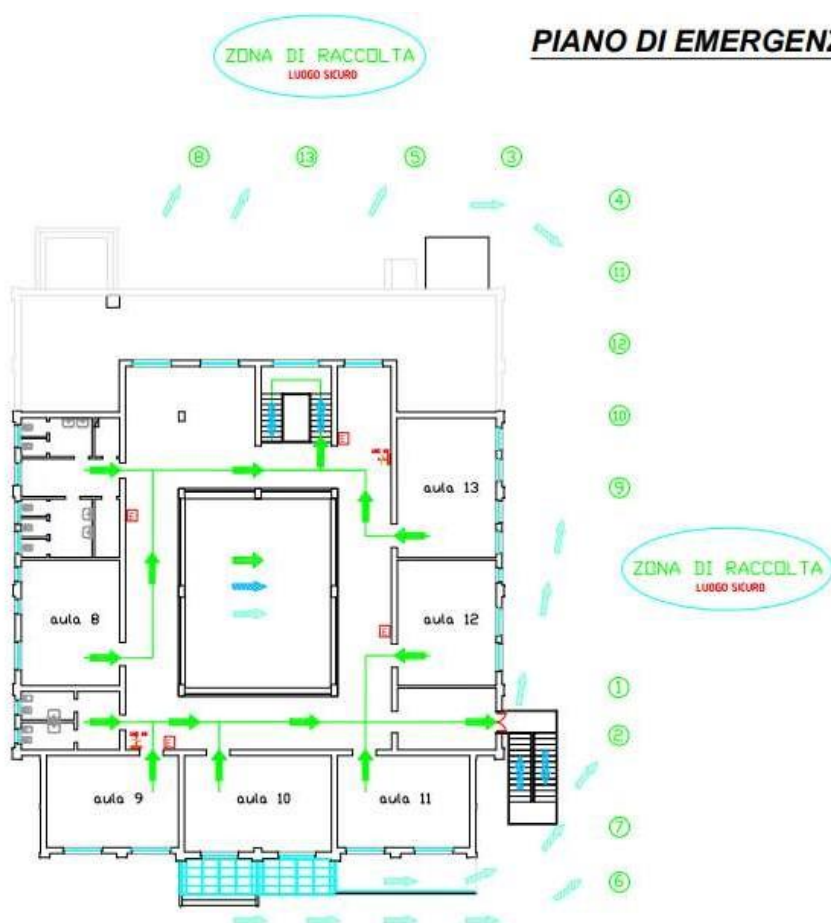 PIANO DI EMERGENZ
ZONA DI RACCOLTA
LUOGO SICURO
8
13
5
3
4
11
12
10
9
aula 13
aula 8
aula 12
ZONA DI RACCOLTA
LUOGO SICURO
1
2
aula 9
aula 10
aula 11
7
6